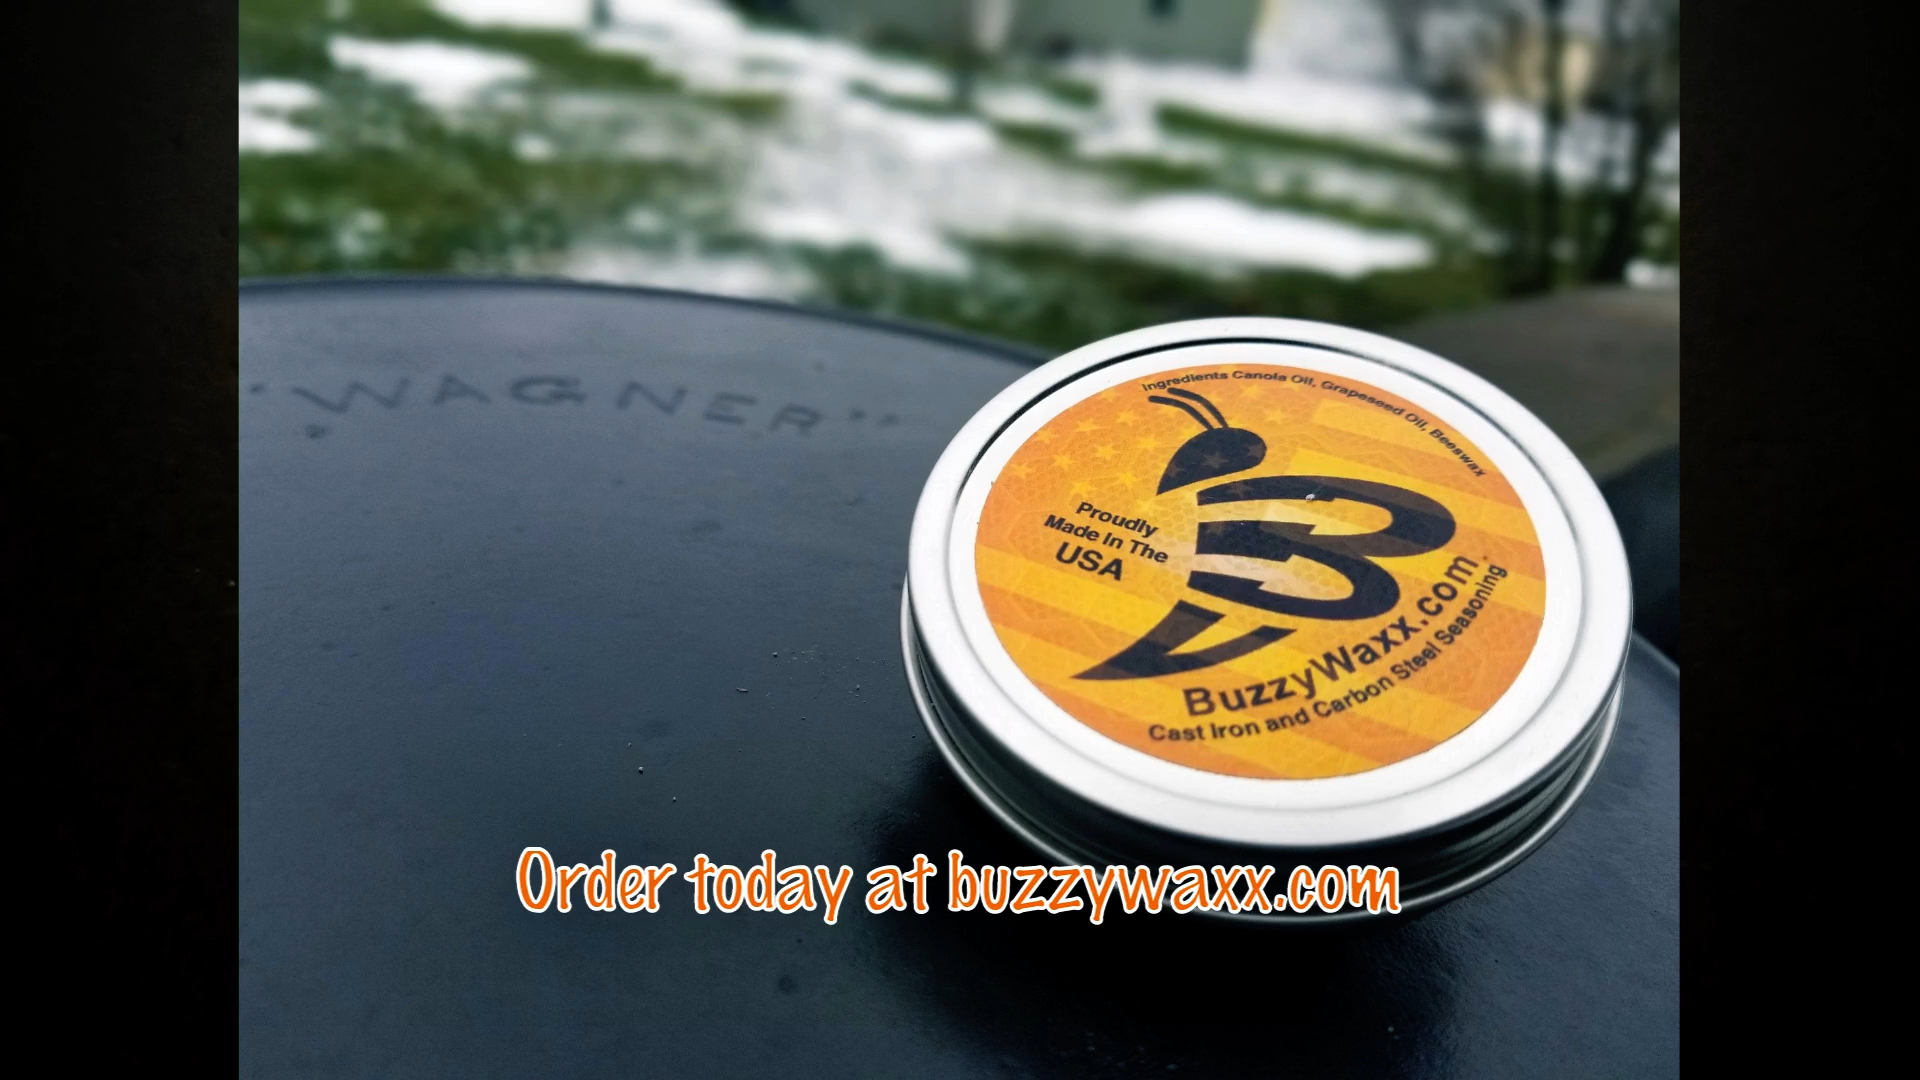 "WAGNER"
Ingredients Canola Oil, Grapeseed Oil, Beeswax
Proudly
Made In The
USA
BuzzyWaxx.com
Cast Iron and Carbon Steel Seasoning
Order today at buzzywaxx.com